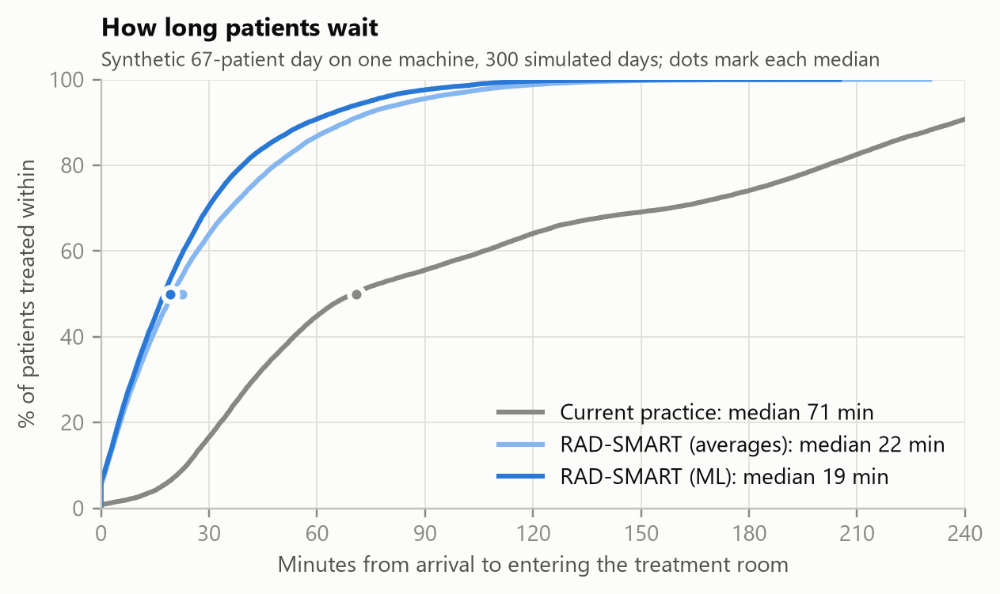 How long patients wait
Synthetic 67-patient day on one machine, 300 simulated days; dots mark each median
% of patients treated within
100
80
60
40
20
0
Current practice: median 71 min
RAD-SMART (averages): median 22 min
RAD-SMART (ML): median 19 min
0 30 60 90 120 150 180 210 240
Minutes from arrival to entering the treatment room